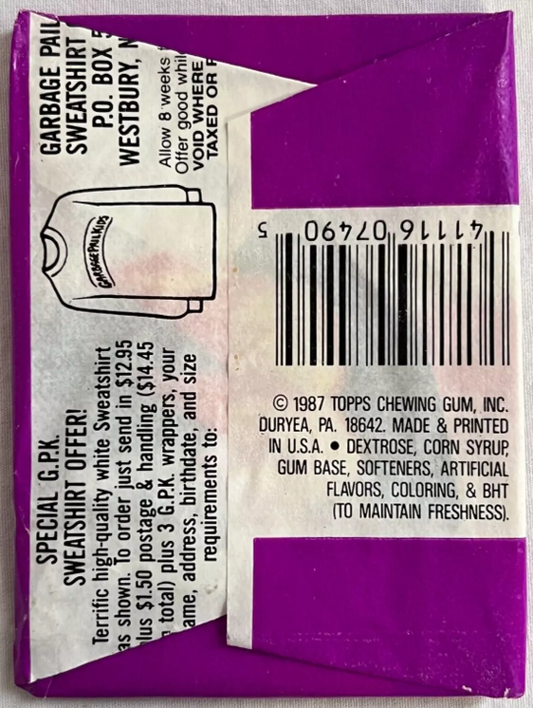 SPECIAL G.P.K.
SWEATSHIRT OFFER!
Terrific high-quality white Sweatshirt
as shown. To order just send in $12.95
plus $1.50 postage & handling ($14.45
total) plus 3 G.P.K. wrappers, your
name, address, birthdate, and size
requirements to:
GARBAGE PAIL KIDS
GARBAGE PAIL
SWEATSHIRT
P.O. BOX 5
WESTBURY, N
Allow 8 weeks
Offer good whil
VOID WHERE
TAXED OR R
41116 07490 5
© 1987 TOPPS CHEWING GUM, INC.
DURYEA, PA. 18642. MADE & PRINTED
IN U.S.A. • DEXTROSE, CORN SYRUP,
GUM BASE, SOFTENERS, ARTIFICIAL
FLAVORS, COLORING, & BHT
(TO MAINTAIN FRESHNESS).